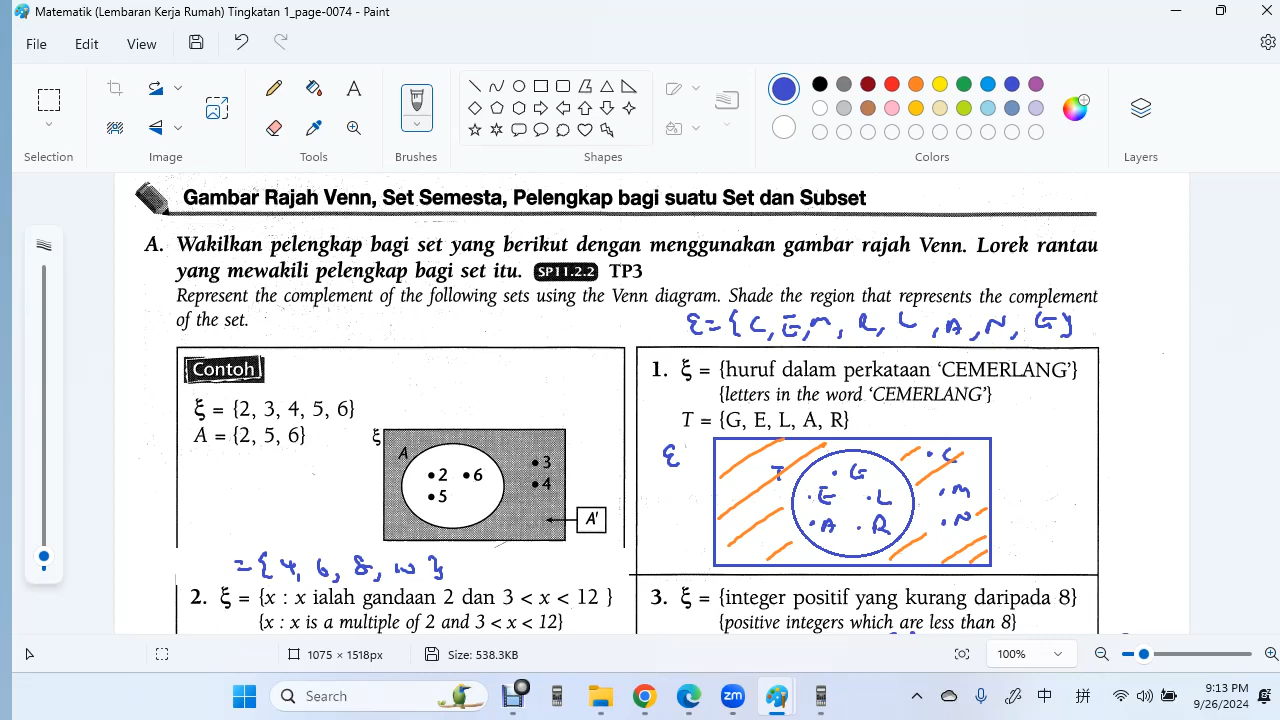 Matematik (Lembaran Kerja Rumah) Tingkatan 1_page-0074 - Paint
File Edit View
Selection Image Tools Brushes Shapes Colors Layers
Gambar Rajah Venn, Set Semesta, Pelengkap bagi suatu Set dan Subset
A. Wakilkan pelengkap bagi set yang berikut dengan menggunakan gambar rajah Venn. Lorek rantau
yang mewakili pelengkap bagi set itu. SP11.2.2 TP3
Represent the complement of the following sets using the Venn diagram. Shade the region that represents the complement
of the set.
ξ = {C, E, M, R, L, A, N, G}
Contoh
ξ = {2, 3, 4, 5, 6}
A = {2, 5, 6}
ξ
A
•2 •6 •3
•5 •4
A'
1. ξ = {huruf dalam perkataan ‘CEMERLANG’}
{letters in the word ‘CEMERLANG’}
T = {G, E, L, A, R}
ξ
T •G •C
•E •L •M
•A •R •N
= {4, 6, 8, 10}
2. ξ = {x : x ialah gandaan 2 dan 3 < x < 12 }
{x : x is a multiple of 2 and 3 < x < 12}
3. ξ = {integer positif yang kurang daripada 8}
{positive integers which are less than 8}
1075 × 1518px Size: 538.3KB 100%
Search zm 中 拼 9:13 PM
9/26/2024